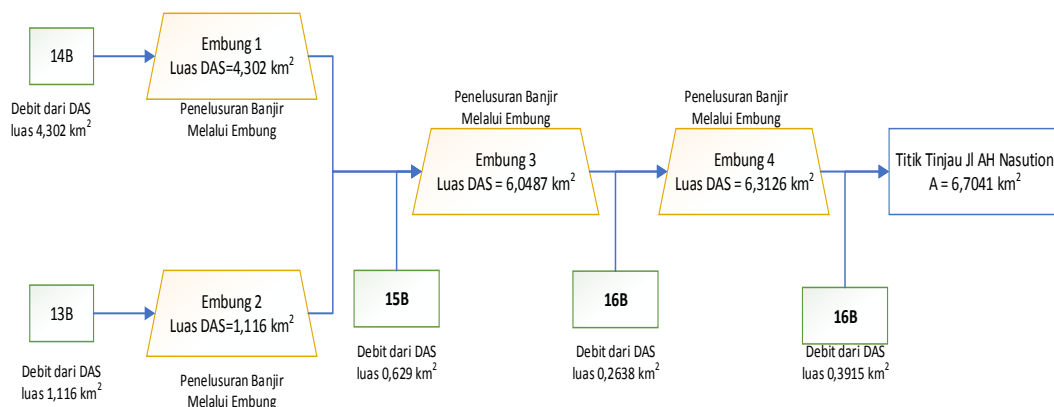 14B
Debit dari DAS
luas 4,302 km²
Embung 1
Luas DAS=4,302 km²
Penelusuran Banjir
Melalui Embung
13B
Debit dari DAS
luas 1,116 km²
Embung 2
Luas DAS=1,116 km²
Penelusuran Banjir
Melalui Embung
15B
Debit dari DAS
luas 0,629 km²
Penelusuran Banjir
Melalui Embung
Embung 3
Luas DAS = 6,0487 km²
16B
Debit dari DAS
luas 0,2638 km²
Penelusuran Banjir
Melalui Embung
Embung 4
Luas DAS = 6,3126 km²
16B
Debit dari DAS
luas 0,3915 km²
Titik Tinjau Jl AH Nasution
A = 6,7041 km²